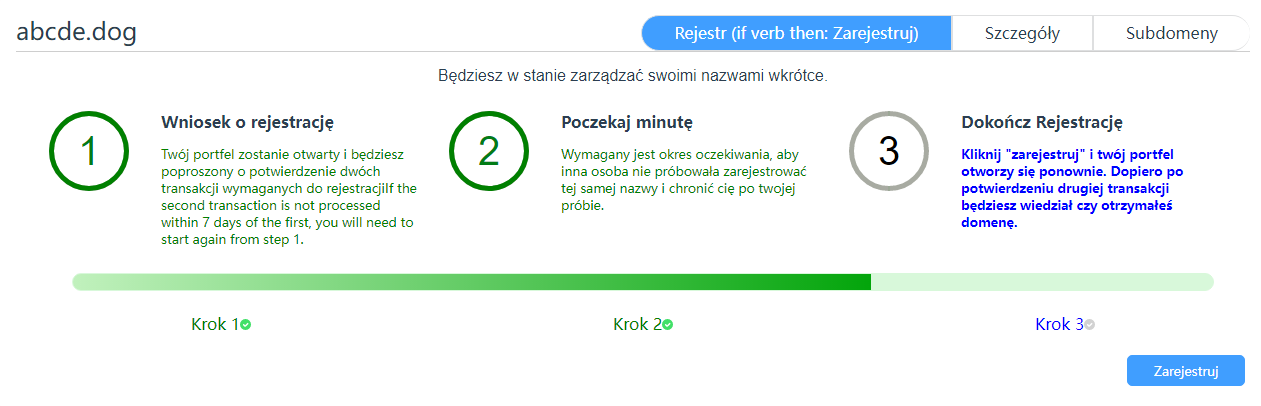 abcde.dog
Rejestr (if verb then: Zarejestruj)
Szczegóły
Subdomeny
Będziesz w stanie zarządzać swoimi nazwami wkrótce.
1
Wniosek o rejestrację
Twój portfel zostanie otwarty i będziesz
poproszony o potwierdzenie dwóch
transakcji wymaganych do rejestracjiIf the
second transaction is not processed
within 7 days of the first, you will need to
start again from step 1.
2
Poczekaj minutę
Wymagany jest okres oczekiwania, aby
inna osoba nie próbowała zarejestrować
tej samej nazwy i chronić cię po twojej
próbie.
3
Dokończ Rejestrację
Kliknij "zarejestruj" i twój portfel
otworzy się ponownie. Dopiero po
potwierdzeniu drugiej transakcji
będziesz wiedział czy otrzymałeś
domenę.
Krok 1
Krok 2
Krok 3
Zarejestruj